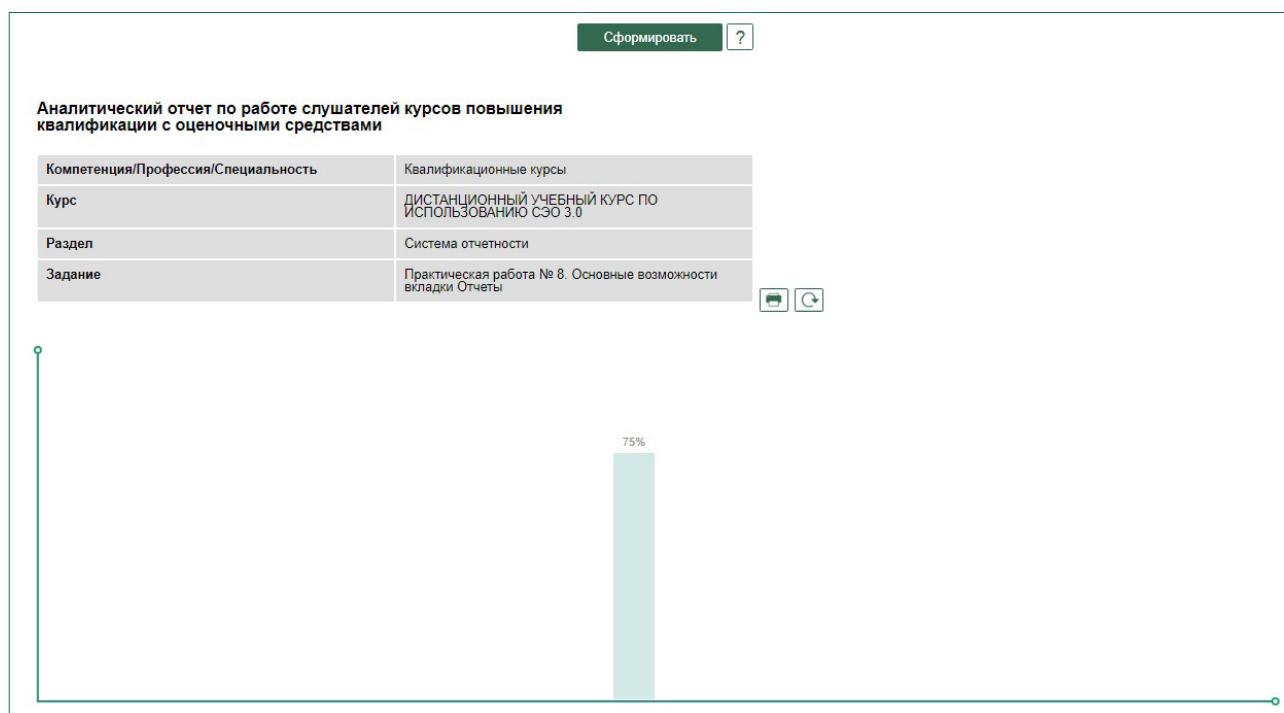 Сформировать ?
Аналитический отчет по работе слушателей курсов повышения
квалификации с оценочными средствами
Компетенция/Профессия/Специальность Квалификационные курсы
Курс ДИСТАНЦИОННЫЙ УЧЕБНЫЙ КУРС ПО
ИСПОЛЬЗОВАНИЮ СЭО 3.0
Раздел Система отчетности
Задание Практическая работа № 8. Основные возможности
вкладки Отчеты
75%